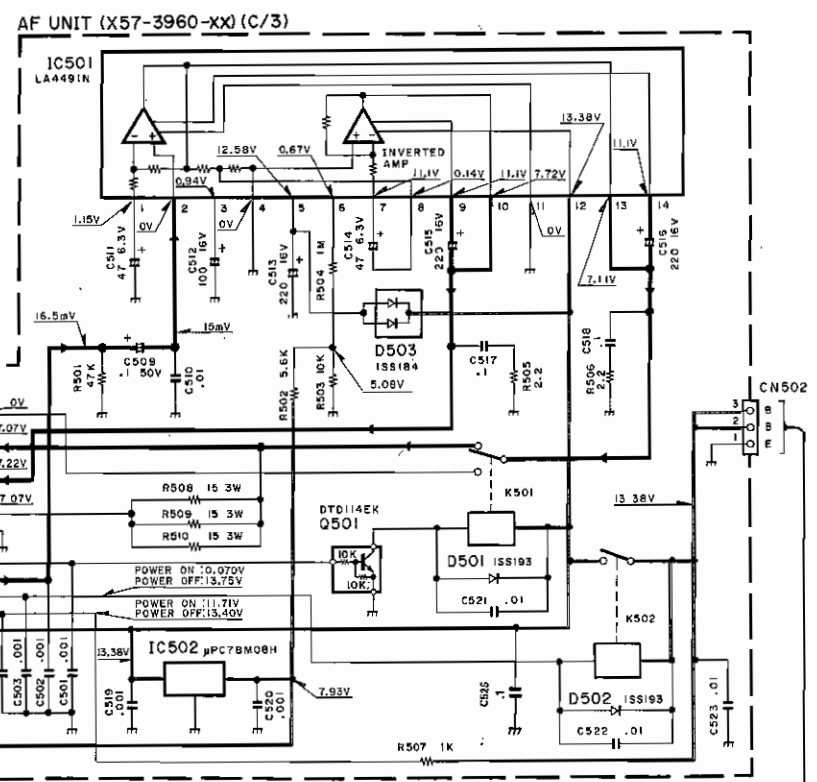 AF UNIT (X57-3960-XX)(C/3)
IC501
LA4491N
INVERTED
AMP
12.58V
0.67V
13.38V
11.1V
0.94V
11.1V
0.14V
11.1V
7.72V
1.15V
1
0V
2
3
0V
4
5
6
7
8
9
10
11
12
13
14
C511
47 6.3V
C512
100 16V
C513
220 16V
R504 1M
C514
47 6.3V
C515
220 16V
0V
7.11V
C516
220 16V
16.5mV
15mV
R501
47K
C509
.1 50V
C510
.01
R502 5.6K
R503 10K
5.08V
D503
1SS184
C517
.1
R505
2.2
C518
.1
R506
2.2
CN502
3 8
2 B
1 E
0V
7.07V
7.22V
7.07V
R508 15 3W
R509 15 3W
R510 15 3W
K501
13.38V
DTD114EK
Q501
10K
10K
D501 1SS193
C521 .01
POWER ON :0.070V
POWER OFF:13.75V
POWER ON :11.71V
POWER OFF:13.40V
K502
13.38V
IC502 µPC78M08H
7.93V
C503 .001
C502 .001
C501 .001
C519
.001
C520
.001
C526
.1
D502 1SS193
C522 .01
C523 .01
R507 1K